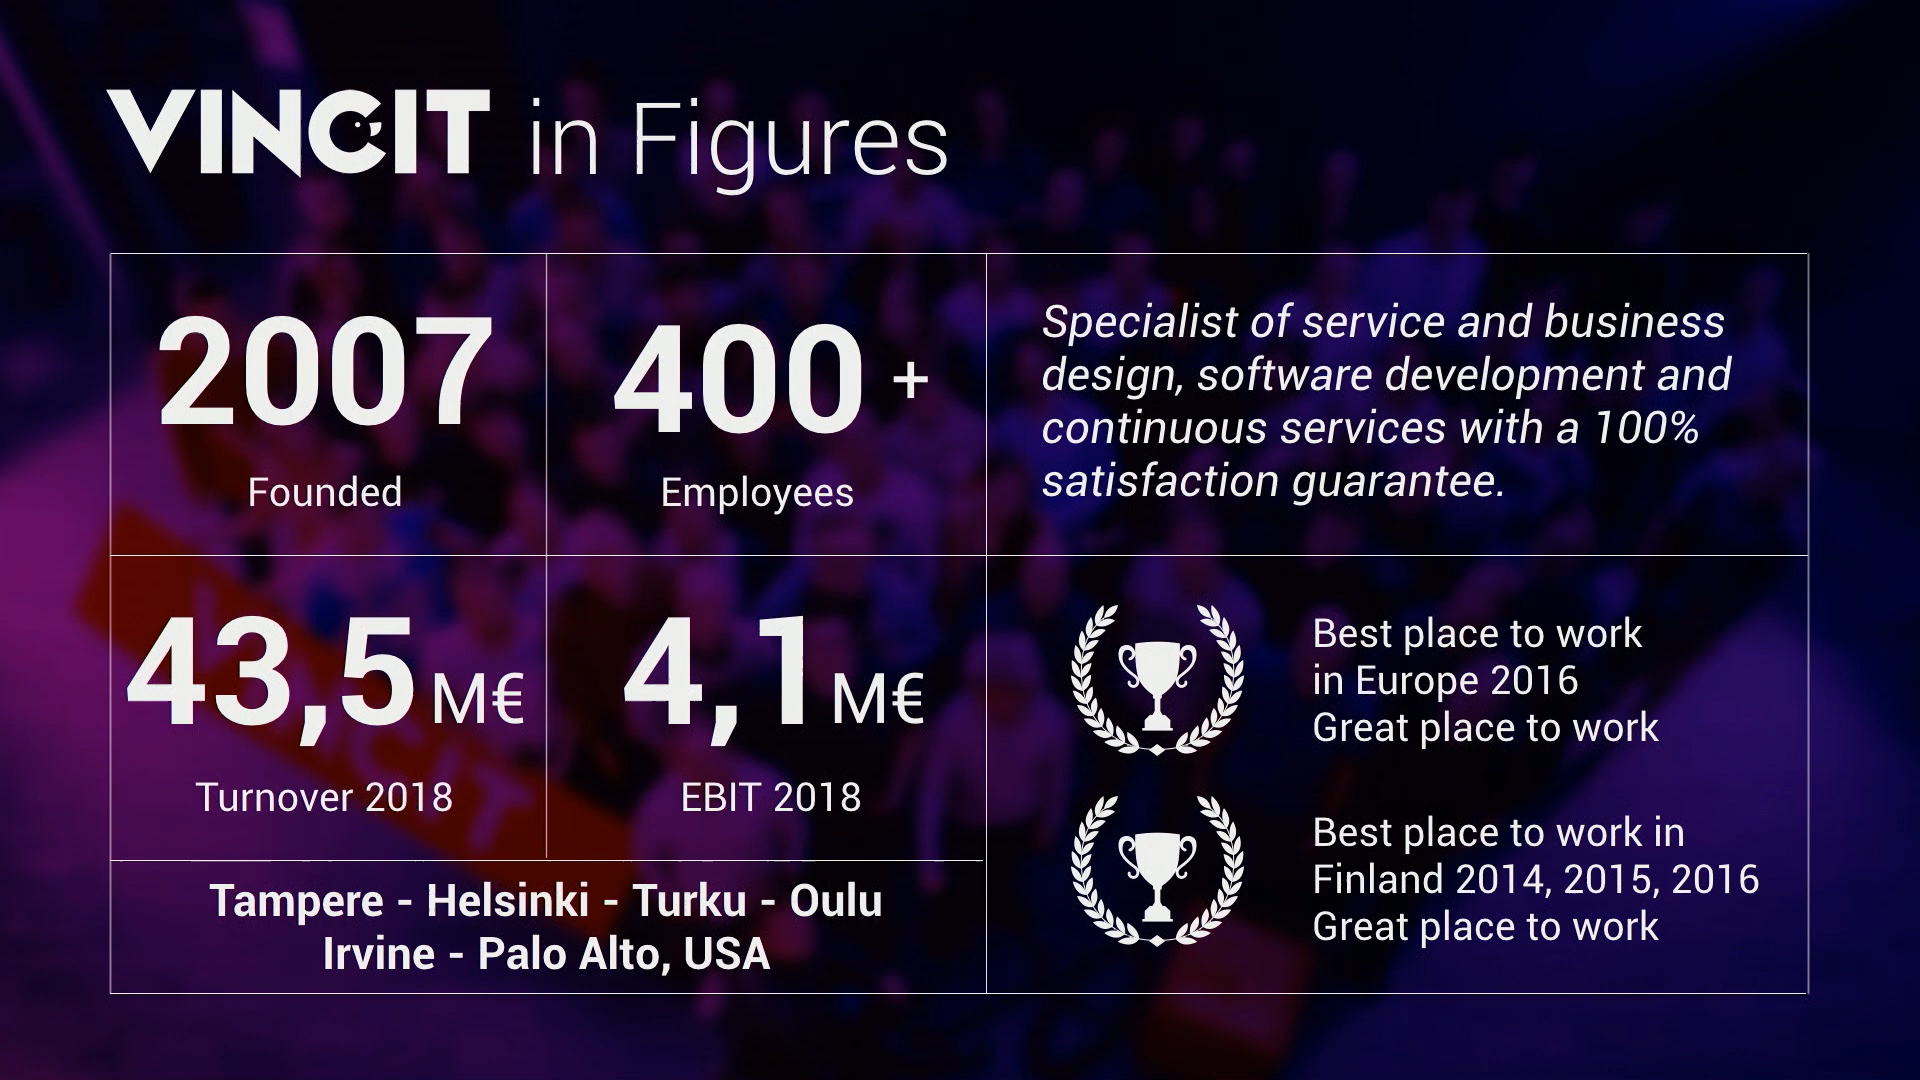 VINCIT in Figures
2007
Founded
400 +
Employees
Specialist of service and business
design, software development and
continuous services with a 100%
satisfaction guarantee.
43,5 M€
Turnover 2018
4,1 M€
EBIT 2018
Tampere - Helsinki - Turku - Oulu
Irvine - Palo Alto, USA
Best place to work
in Europe 2016
Great place to work
Best place to work in
Finland 2014, 2015, 2016
Great place to work